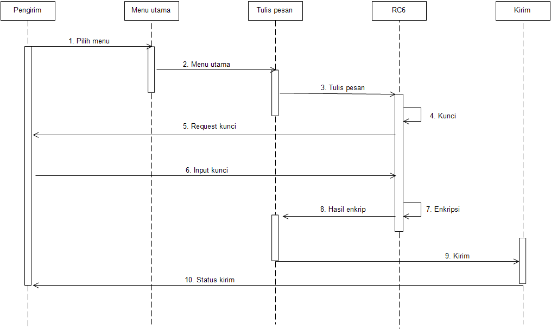 Pengirim
Menu utama
Tulis pesan
RC6
Kirim
1. Pilih menu
2. Menu utama
3. Tulis pesan
4. Kunci
5. Request kunci
6. Input kunci
7. Enkripsi
8. Hasil enkrip
9. Kirim
10. Status kirim